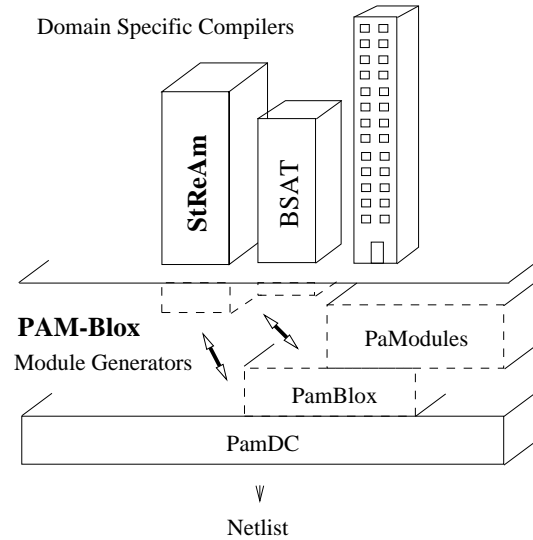 Domain Specific Compilers
StReAm
BSAT
PAM-Blox
Module Generators
PaModules
PamBlox
PamDC
Netlist